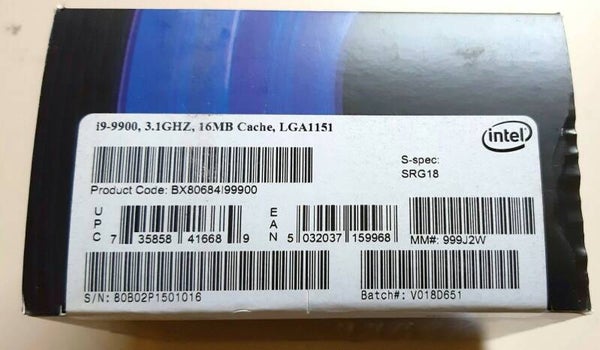 i9-9900, 3.1GHZ, 16MB Cache, LGA1151
intel
S-spec:
SRG18
Product Code: BX80684I99900
UPC 7 35858 41668 9
EAN 5 032037 159968
MM#: 999J2W
S/N: 80B02P1501016
Batch#: V018D651